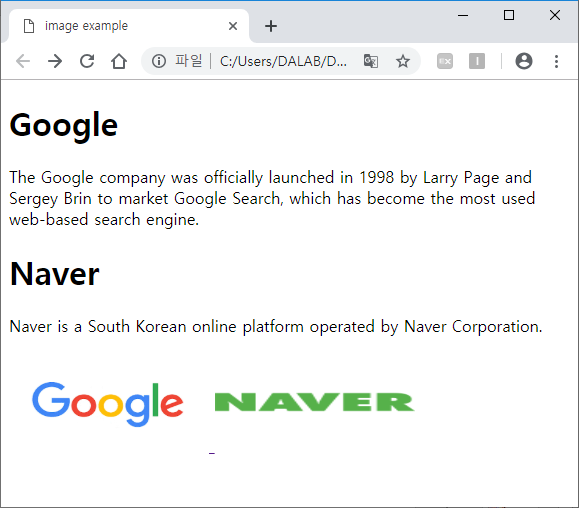 image example
파일 | C:/Users/DALAB/D...
Google
The Google company was officially launched in 1998 by Larry Page and
Sergey Brin to market Google Search, which has become the most used
web-based search engine.
Naver
Naver is a South Korean online platform operated by Naver Corporation.
Google NAVER